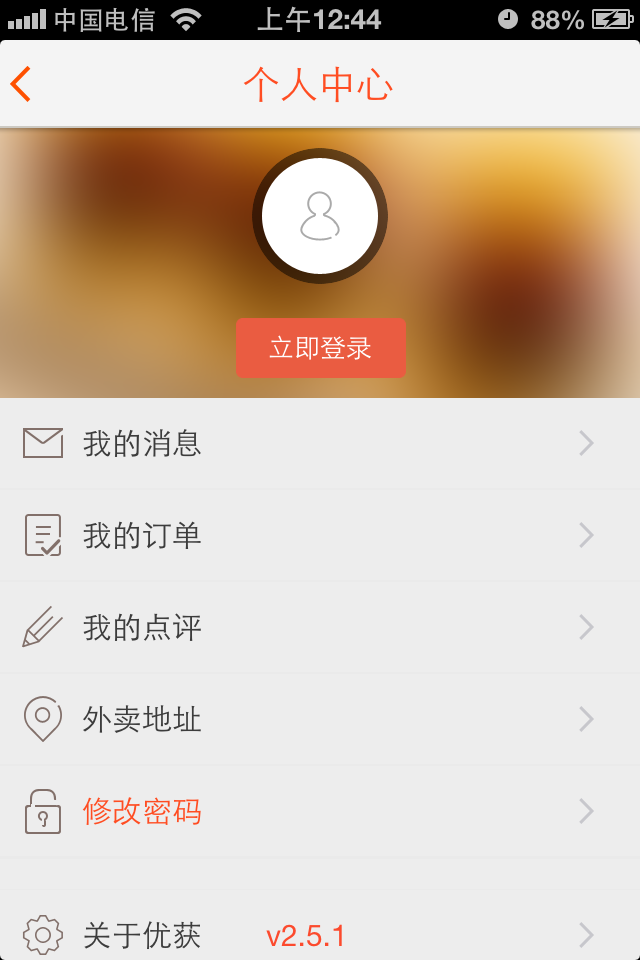 中国电信 上午12:44 88%
个人中心
立即登录
我的消息
我的订单
我的点评
外卖地址
修改密码
关于优获 v2.5.1